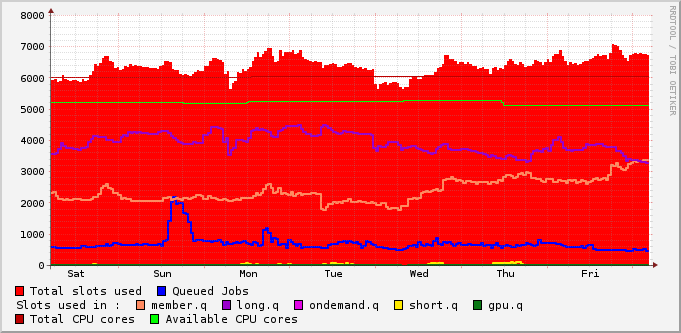 RRDTOOL / TOBI OETIKER
8000
7000
6000
5000
4000
3000
2000
1000
0
Sat Sun Mon Tue Wed Thu Fri
Total slots used Queued Jobs
Slots used in : member.q long.q ondemand.q short.q gpu.q
Total CPU cores Available CPU cores